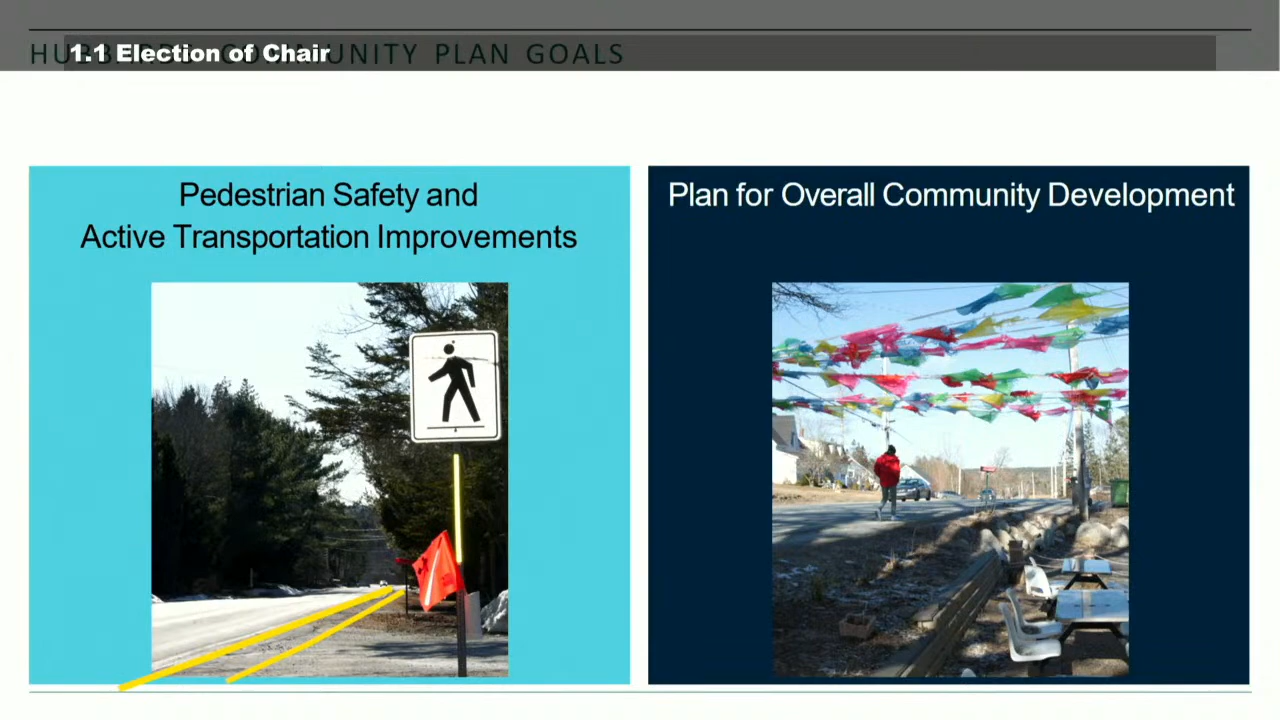 HUBBARDS COMMUNITY PLAN GOALS
1.1 Election of Chair
Pedestrian Safety and
Active Transportation Improvements
Plan for Overall Community Development